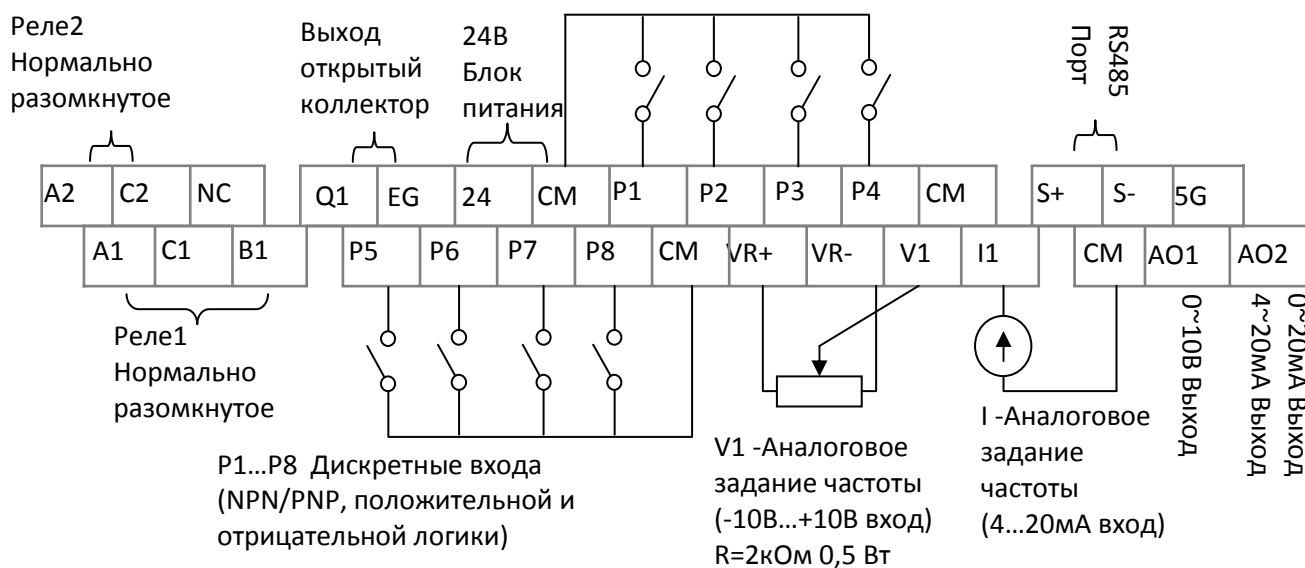 Реле2
Нормально
разомкнутое
Выход
открытый
коллектор
24В
Блок
питания
RS485
Порт
A2 C2 NC Q1 EG 24 CM P1 P2 P3 P4 CM S+ S- 5G
A1 C1 B1 P5 P6 P7 P8 CM VR+ VR- V1 I1 CM AO1 AO2
Реле1
Нормально
разомкнутое
P1...P8 Дискретные входа
(NPN/PNP, положительной и
отрицательной логики)
V1 -Аналоговое
задание частоты
(-10В...+10В вход)
R=2кОм 0,5 Вт
I -Аналоговое
задание
частоты
(4...20мА вход)
0~10В Выход
0~20мА Выход
4~20мА Выход